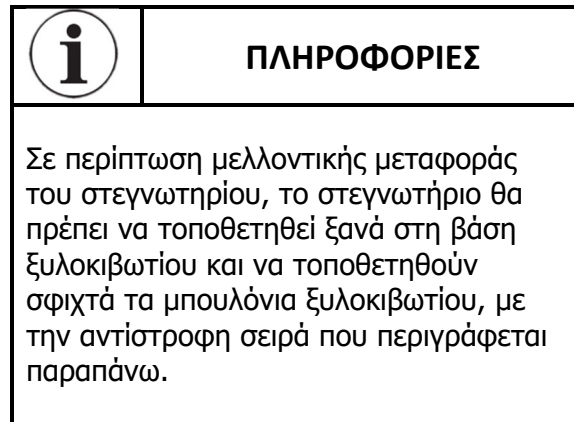 ΠΛΗΡΟΦΟΡΙΕΣ
Σε περίπτωση μελλοντικής μεταφοράς
του στεγνωτηρίου, το στεγνωτήριο θα
πρέπει να τοποθετηθεί ξανά στη βάση
ξυλοκιβωτίου και να τοποθετηθούν
σφιχτά τα μπουλόνια ξυλοκιβωτίου, με
την αντίστροφη σειρά που περιγράφεται
παραπάνω.